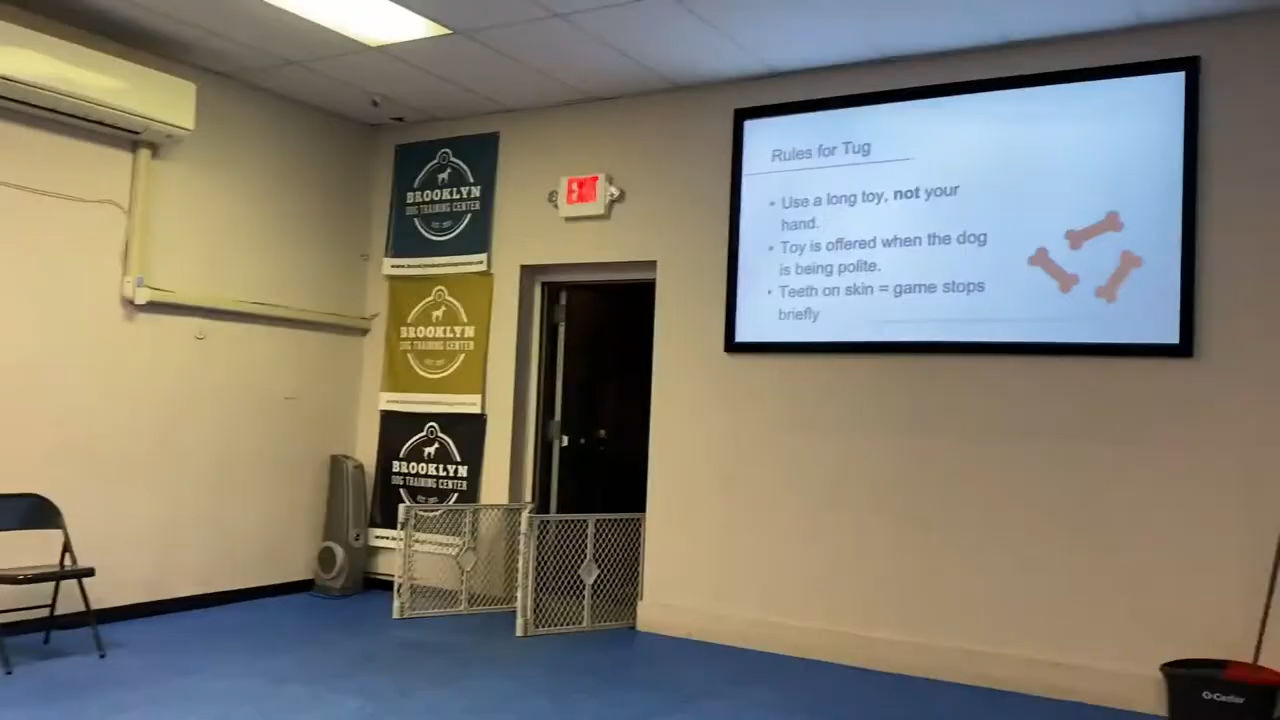 BROOKLYN
DOG TRAINING CENTER
EXIT
Rules for Tug
• Use a long toy, not your
hand.
• Toy is offered when the dog
is being polite.
• Teeth on skin = game stops
briefly
BROOKLYN
DOG TRAINING CENTER
BROOKLYN
DOG TRAINING CENTER